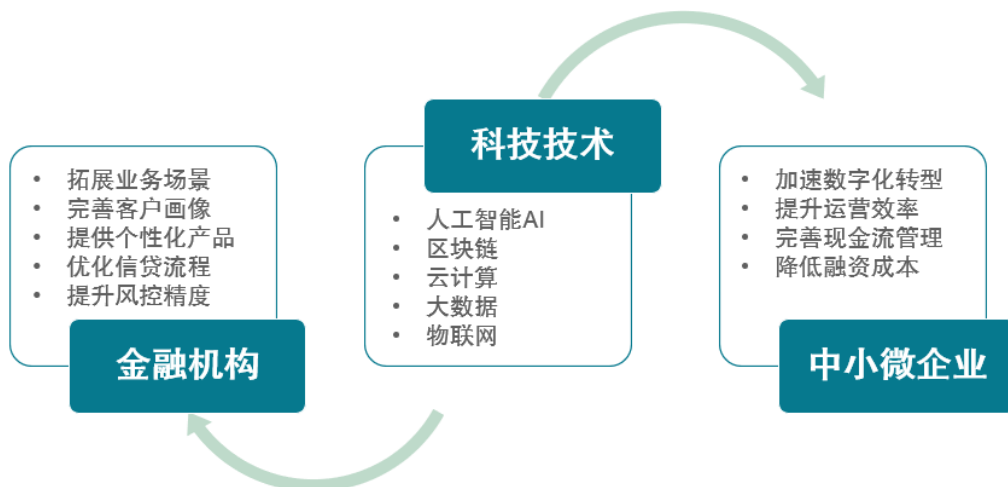 • 拓展业务场景
• 完善客户画像
• 提供个性化产品
• 优化信贷流程
• 提升风控精度
金融机构
科技技术
• 人工智能AI
• 区块链
• 云计算
• 大数据
• 物联网
• 加速数字化转型
• 提升运营效率
• 完善现金流管理
• 降低融资成本
中小微企业